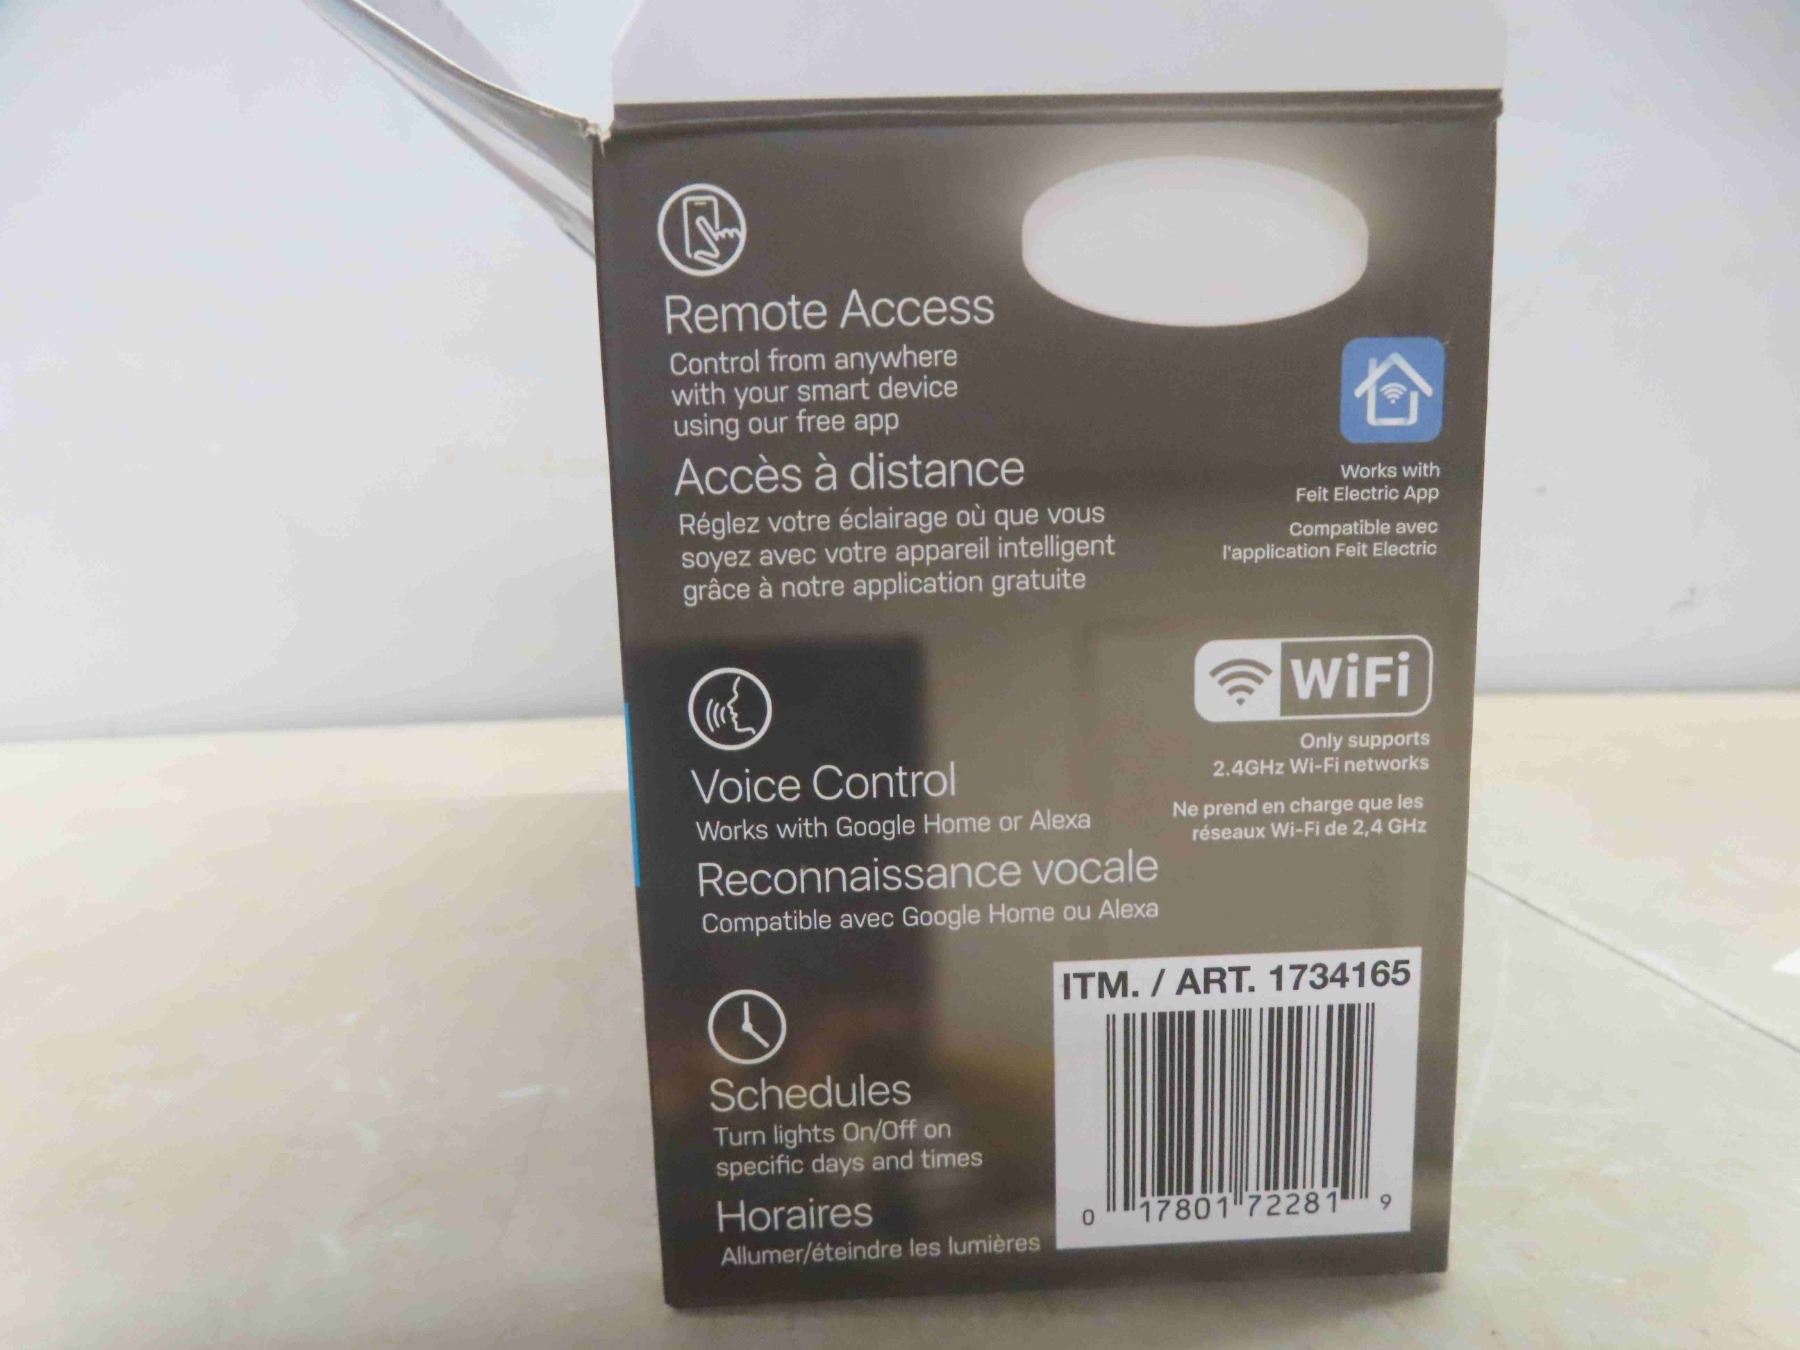 Remote Access
Control from anywhere
with your smart device
using our free app
Accès à distance
Réglez votre éclairage où que vous
soyez avec votre appareil intelligent
grâce à notre application gratuite
Works with
Feit Electric App
Compatible avec
l'application Feit Electric
WiFi
Only supports
2.4GHz Wi-Fi networks
Ne prend en charge que les
réseaux Wi-Fi de 2,4 GHz
Voice Control
Works with Google Home or Alexa
Reconnaissance vocale
Compatible avec Google Home ou Alexa
Schedules
Turn lights On/Off on
specific days and times
Horaires
Allumer/éteindre les lumières
ITM. / ART. 1734165
0 17801 72281 9